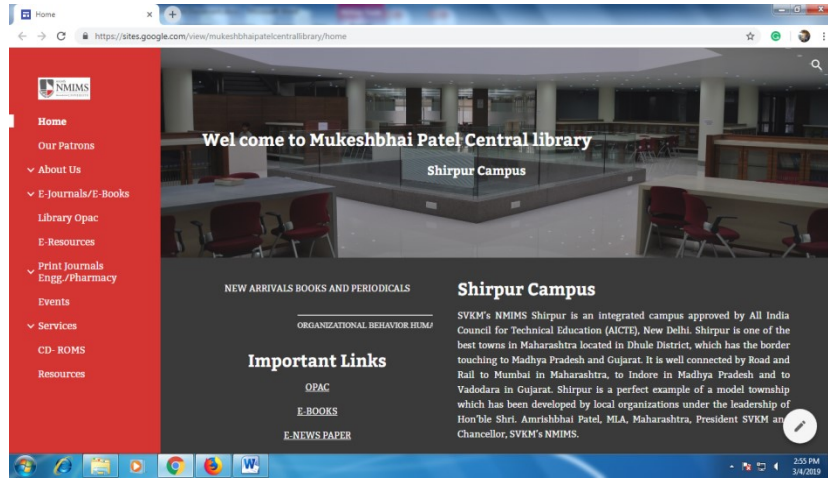 Home
https://sites.google.com/view/mukeshbhaipatelcentrallibrary/home
NMIMS
Home
Our Patrons
About Us
E-Journals/E-Books
Library Opac
E-Resources
Print Journals
Engg./Pharmacy
Events
Services
CD- ROMS
Resources
Wel come to Mukeshbhai Patel Central library
Shirpur Campus
NEW ARRIVALS BOOKS AND PERIODICALS
ORGANIZATIONAL BEHAVIOR HUMA
Important Links
OPAC
E-BOOKS
E-NEWS PAPER
Shirpur Campus
SVKM's NMIMS Shirpur is an integrated campus approved by All India
Council for Technical Education (AICTE), New Delhi. Shirpur is one of the
best towns in Maharashtra located in Dhule District, which has the border
touching to Madhya Pradesh and Gujarat. It is well connected by Road and
Rail to Mumbai in Maharashtra, to Indore in Madhya Pradesh and to
Vadodara in Gujarat. Shirpur is a perfect example of a model township
which has been developed by local organizations under the leadership of
Hon'ble Shri. Amrishbhai Patel, MLA, Maharashtra, President SVKM an
Chancellor, SVKM's NMIMS.
2:55 PM
3/4/2019